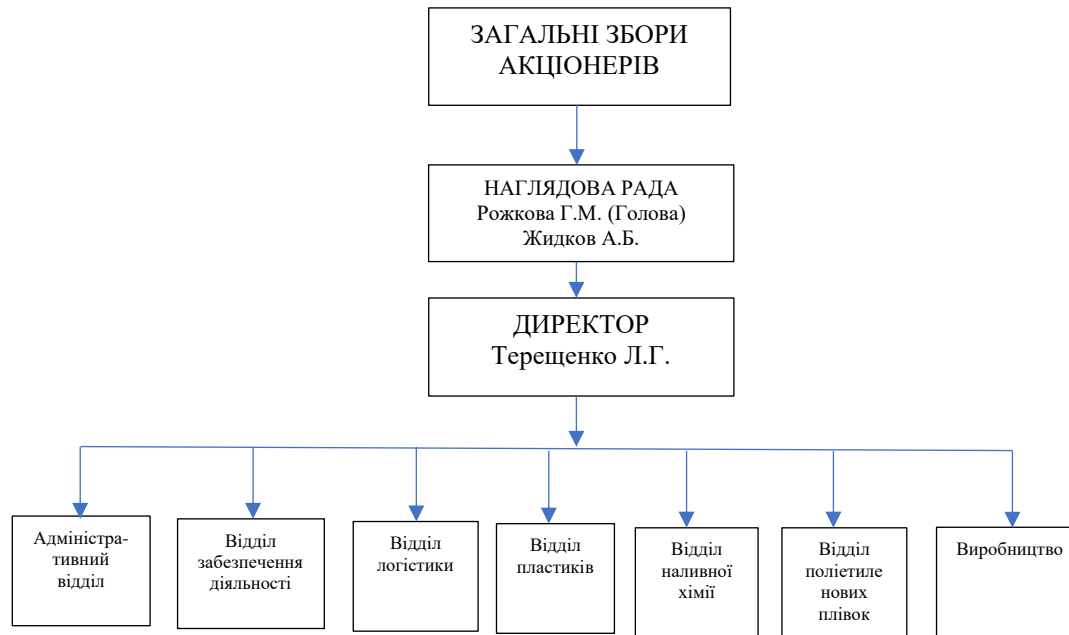 ЗАГАЛЬНІ ЗБОРИ
АКЦІОНЕРІВ
НАГЛЯДОВА РАДА
Рожкова Г.М. (Голова)
Жидков А.Б.
ДИРЕКТОР
Терещенко Л.Г.
Адміністра-
тивний
відділ
Відділ
забезпечення
діяльності
Відділ
логістики
Відділ
пластиків
Відділ
наливної
хімії
Відділ
поліетиле
нових
плівок
Виробництво